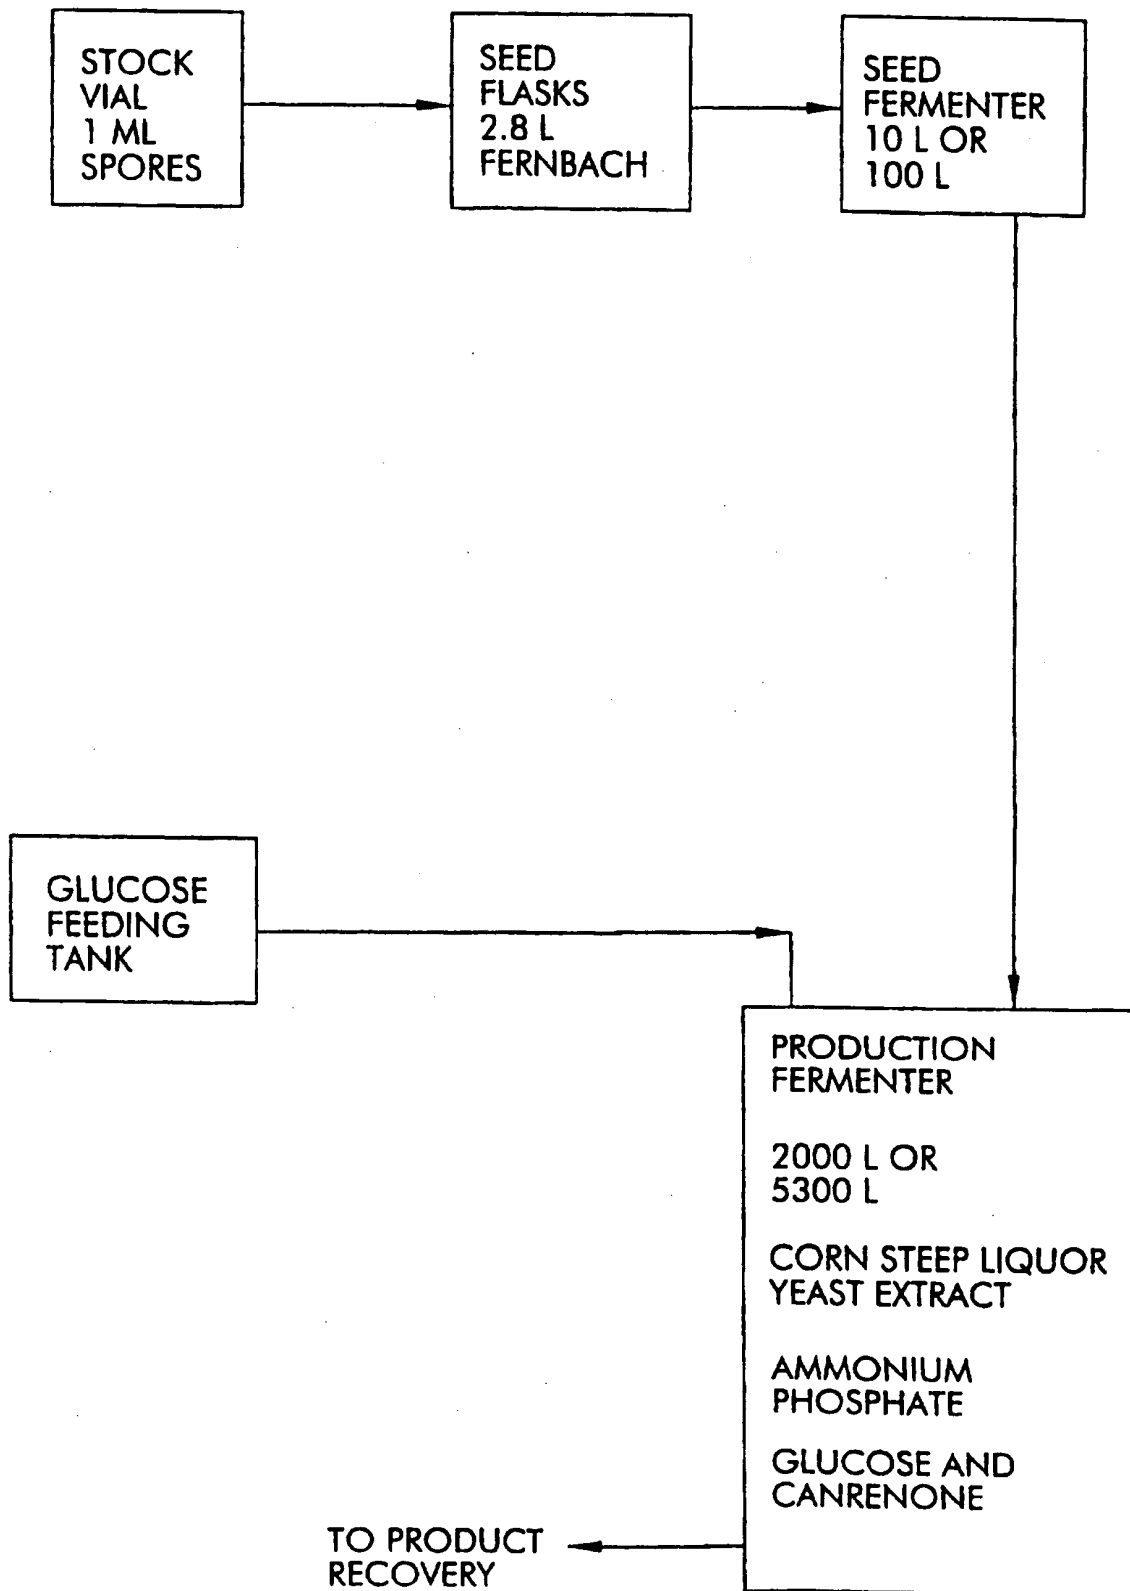 STOCK
VIAL
1 ML
SPORES
SEED
FLASKS
2.8 L
FERNBACH
SEED
FERMENTER
10 L OR
100 L
GLUCOSE
FEEDING
TANK
PRODUCTION
FERMENTER
2000 L OR
5300 L
CORN STEEP LIQUOR
YEAST EXTRACT
AMMONIUM
PHOSPHATE
GLUCOSE AND
CANRENONE
TO PRODUCT
RECOVERY